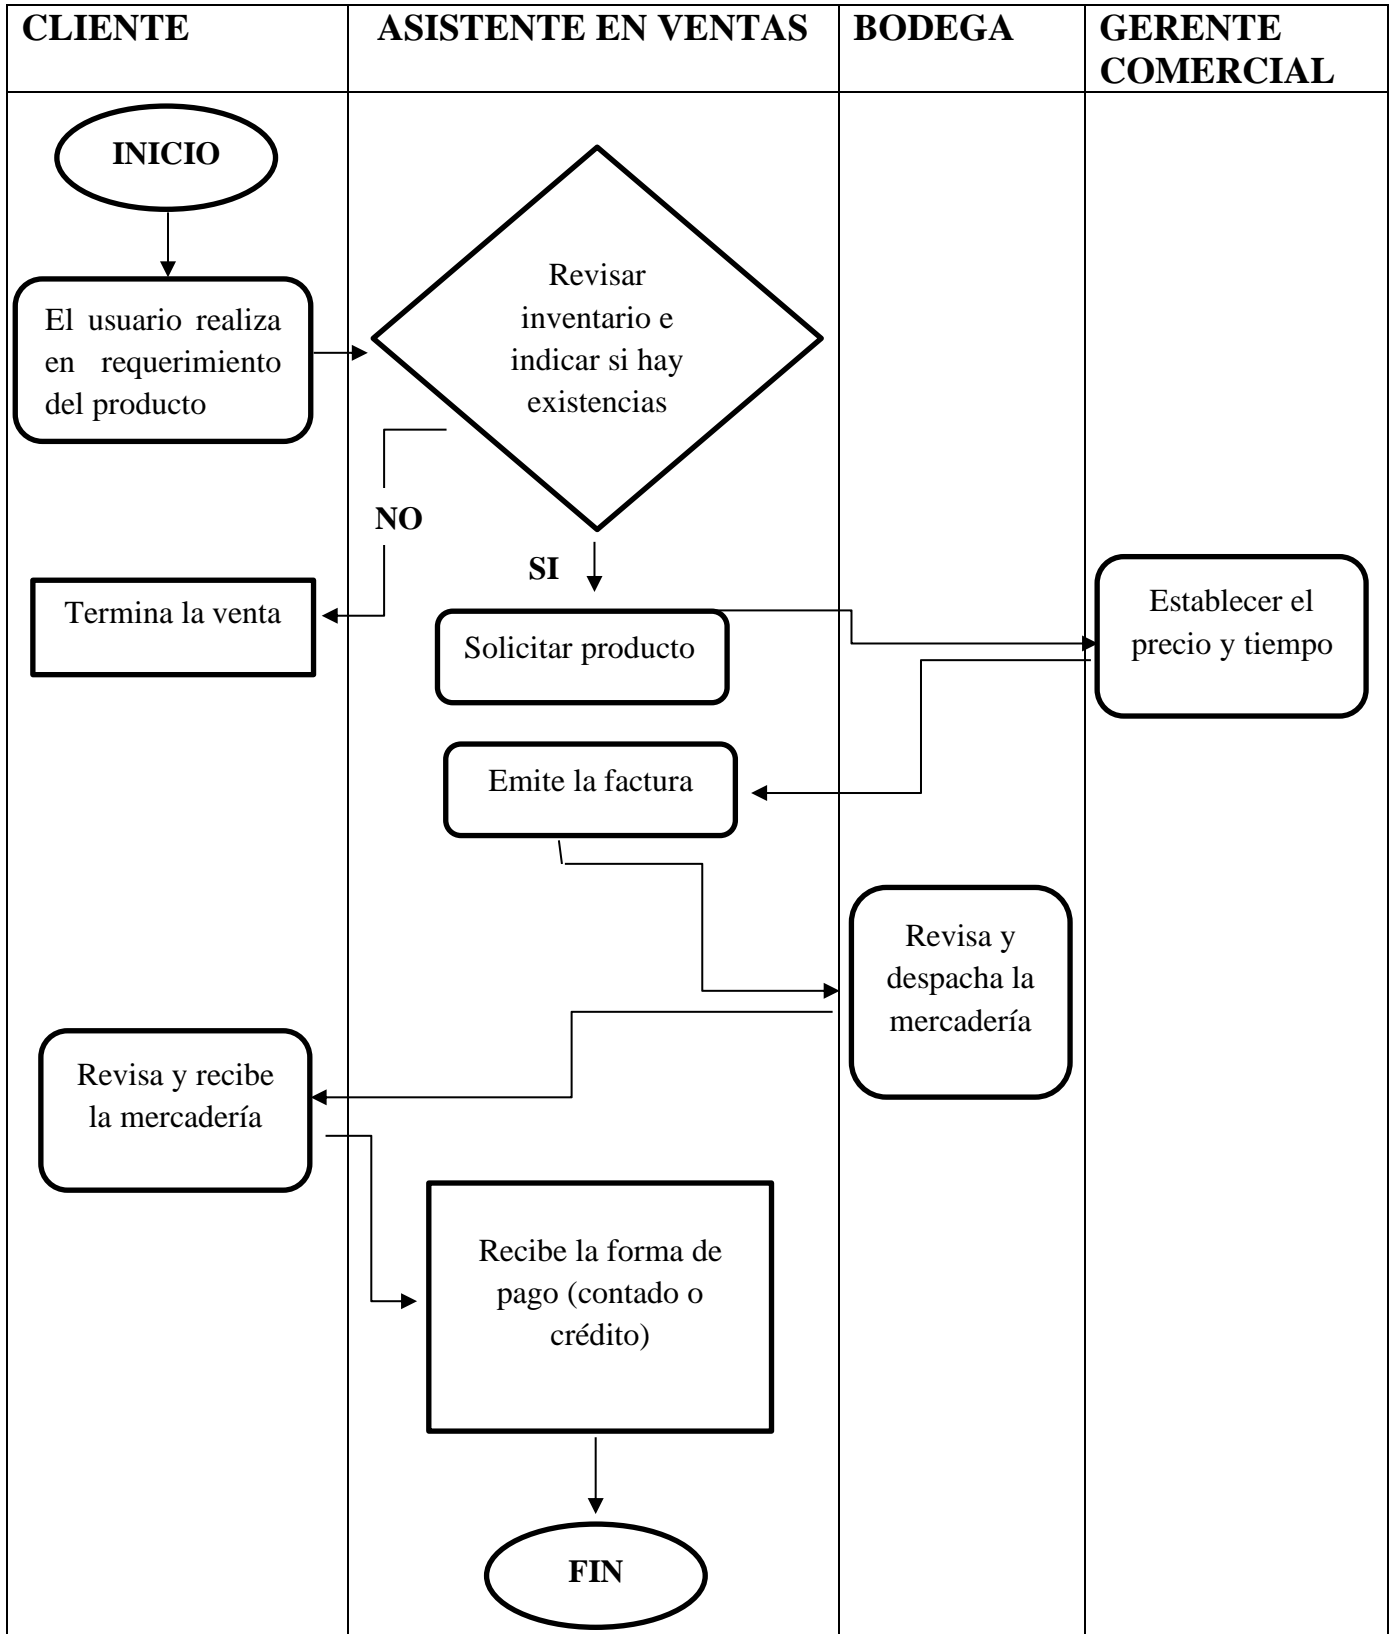 CLIENTE
ASISTENTE EN VENTAS
BODEGA
GERENTE
COMERCIAL
INICIO
El usuario realiza
en requerimiento
del producto
Revisar
inventario e
indicar si hay
existencias
NO
SI
Termina la venta
Solicitar producto
Establecer el
precio y tiempo
Emite la factura
Revisa y
despacha la
mercadería
Revisa y recibe
la mercadería
Recibe la forma de
pago (contado o
crédito)
FIN